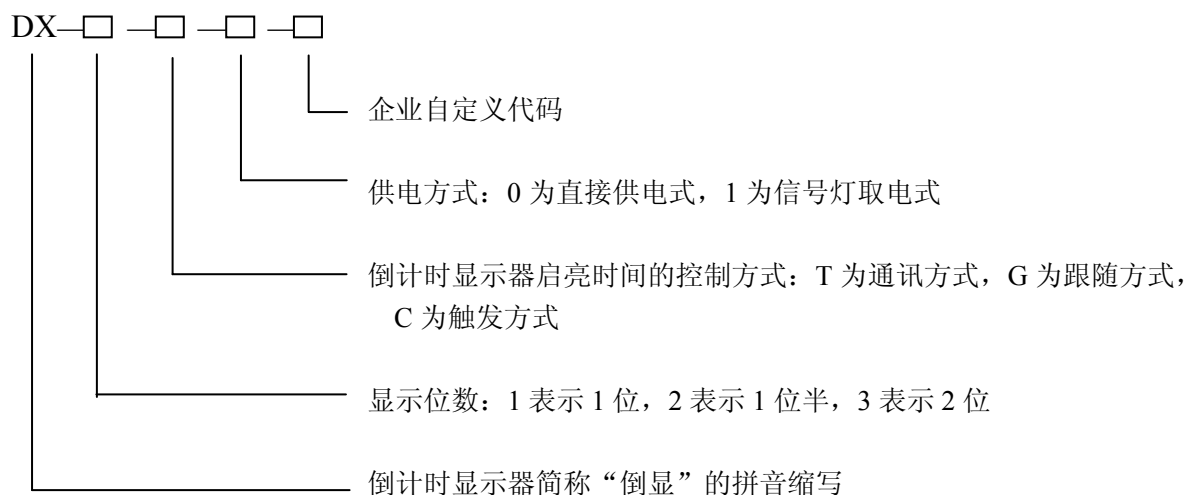 DX—□ —□ —□ —□
企业自定义代码
供电方式：0 为直接供电式，1 为信号灯取电式
倒计时显示器启亮时间的控制方式：T 为通讯方式，G 为跟随方式，
C 为触发方式
显示位数：1 表示 1 位，2 表示 1 位半，3 表示 2 位
倒计时显示器简称“倒显”的拼音缩写